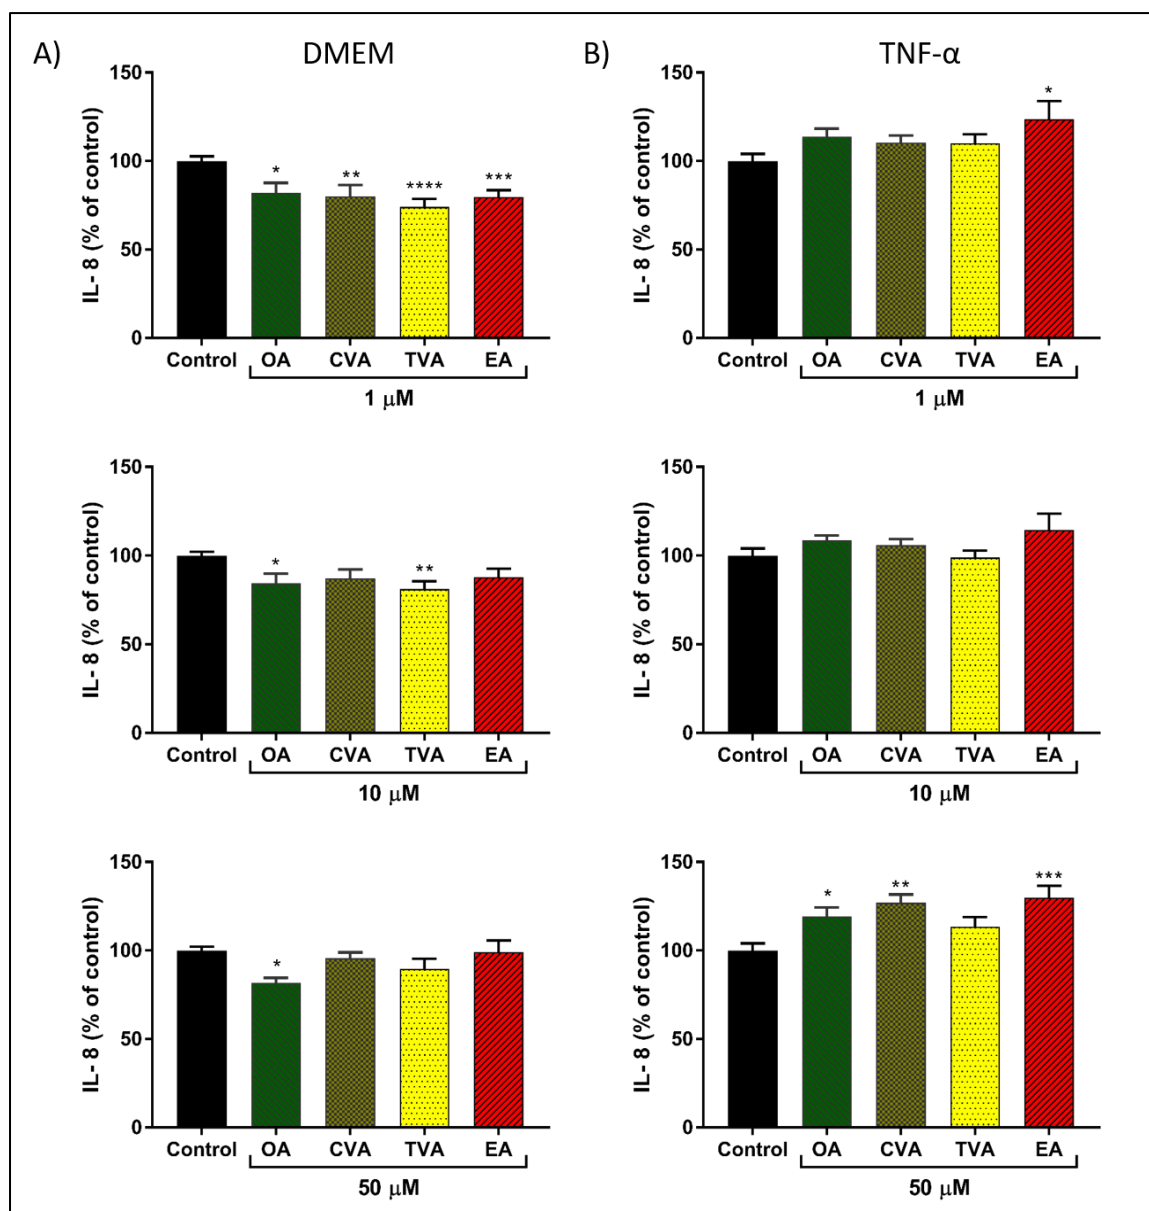 A) DMEM
IL- 8 (% of control)
150
100
50
0
*
**
****
***
Control OA CVA TVA EA
1 μM
B) TNF-α
IL- 8 (% of control)
150
100
50
0
*
Control OA CVA TVA EA
1 μM
IL- 8 (% of control)
150
100
50
0
*
**
Control OA CVA TVA EA
10 μM
IL- 8 (% of control)
150
100
50
0
Control OA CVA TVA EA
10 μM
IL- 8 (% of control)
150
100
50
0
*
Control OA CVA TVA EA
50 μM
IL- 8 (% of control)
150
100
50
0
*
**
***
Control OA CVA TVA EA
50 μM